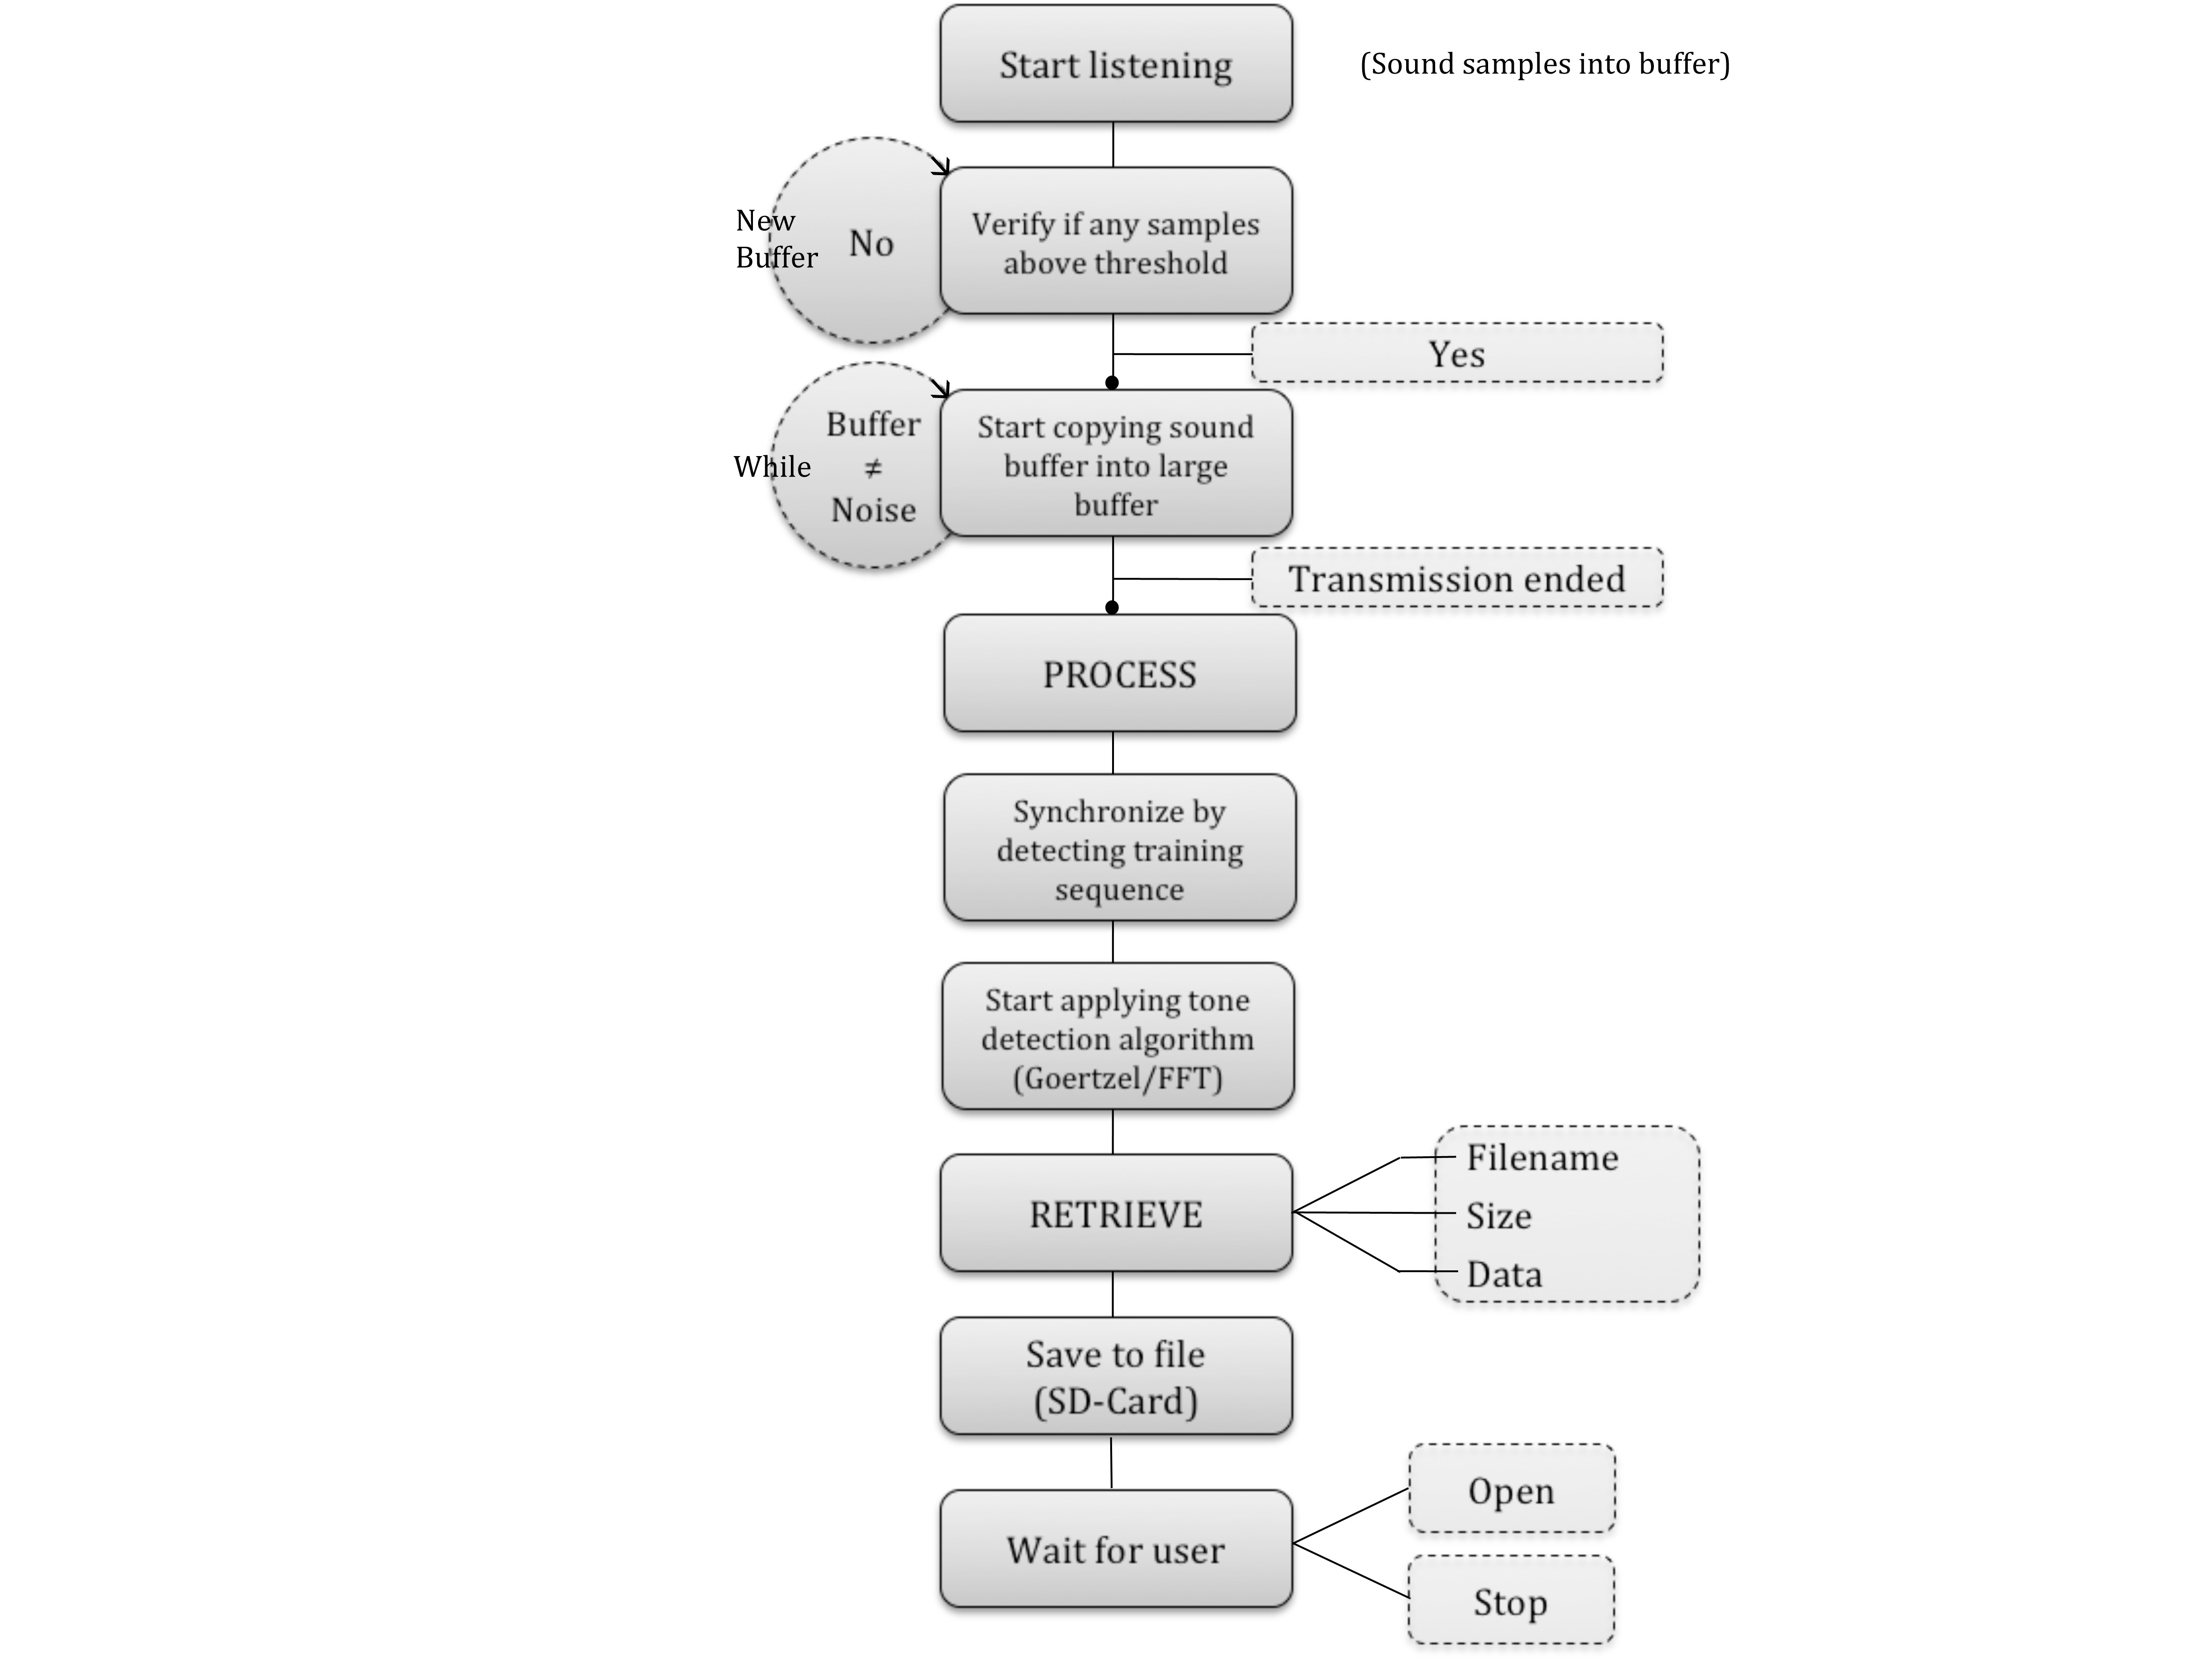 Start listening
(Sound samples into buffer)
New
Buffer
No
Verify if any samples
above threshold
Yes
While
Buffer
≠
Noise
Start copying sound
buffer into large
buffer
Transmission ended
PROCESS
Synchronize by
detecting training
sequence
Start applying tone
detection algorithm
(Goertzel/FFT)
RETRIEVE
Filename
Size
Data
Save to file
(SD-Card)
Wait for user
Open
Stop